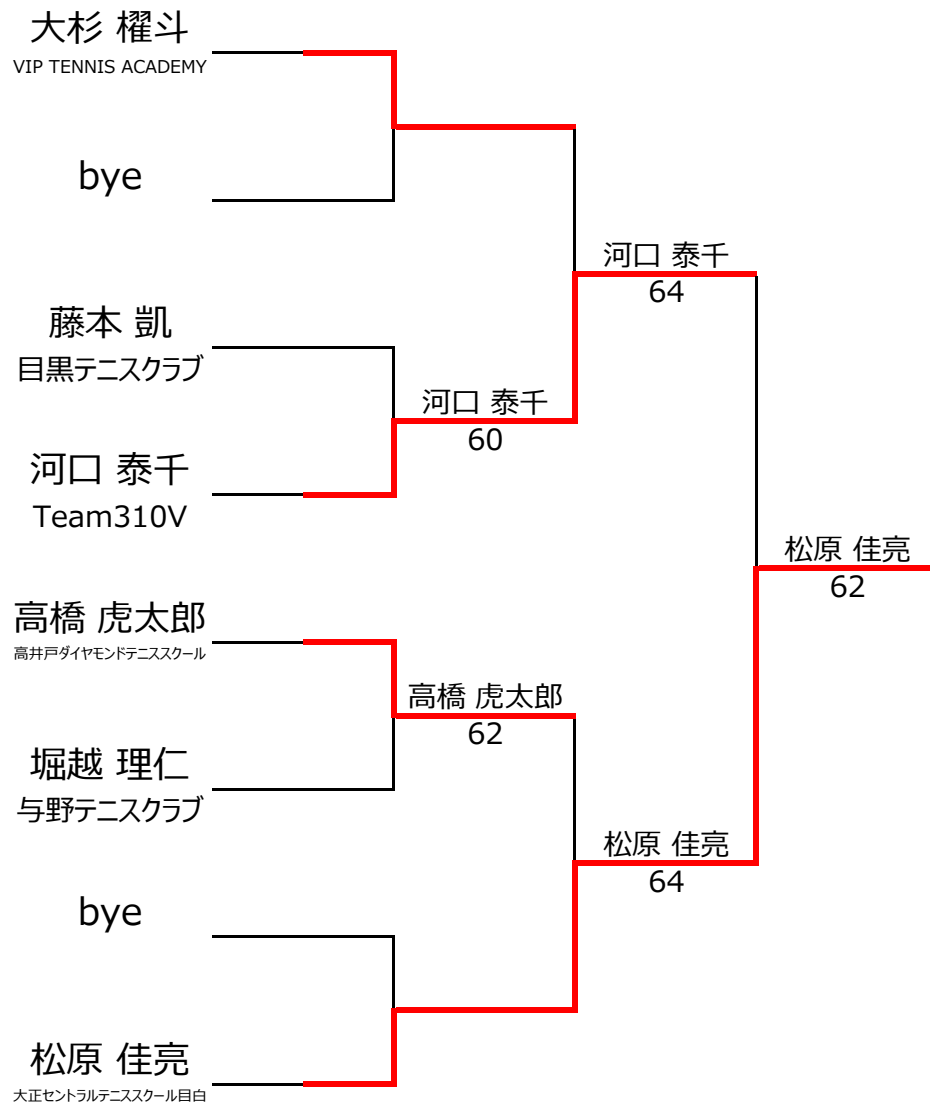 大杉 櫂斗
VIP TENNIS ACADEMY
bye
藤本 凱
目黒テニスクラブ
河口 泰千
Team310V
高橋 虎太郎
高井戸ダイヤモンドテニススクール
堀越 理仁
与野テニスクラブ
bye
松原 佳亮
大正セントラルテニススクール目白
河口 泰千
60
高橋 虎太郎
62
河口 泰千
64
松原 佳亮
64
松原 佳亮
62